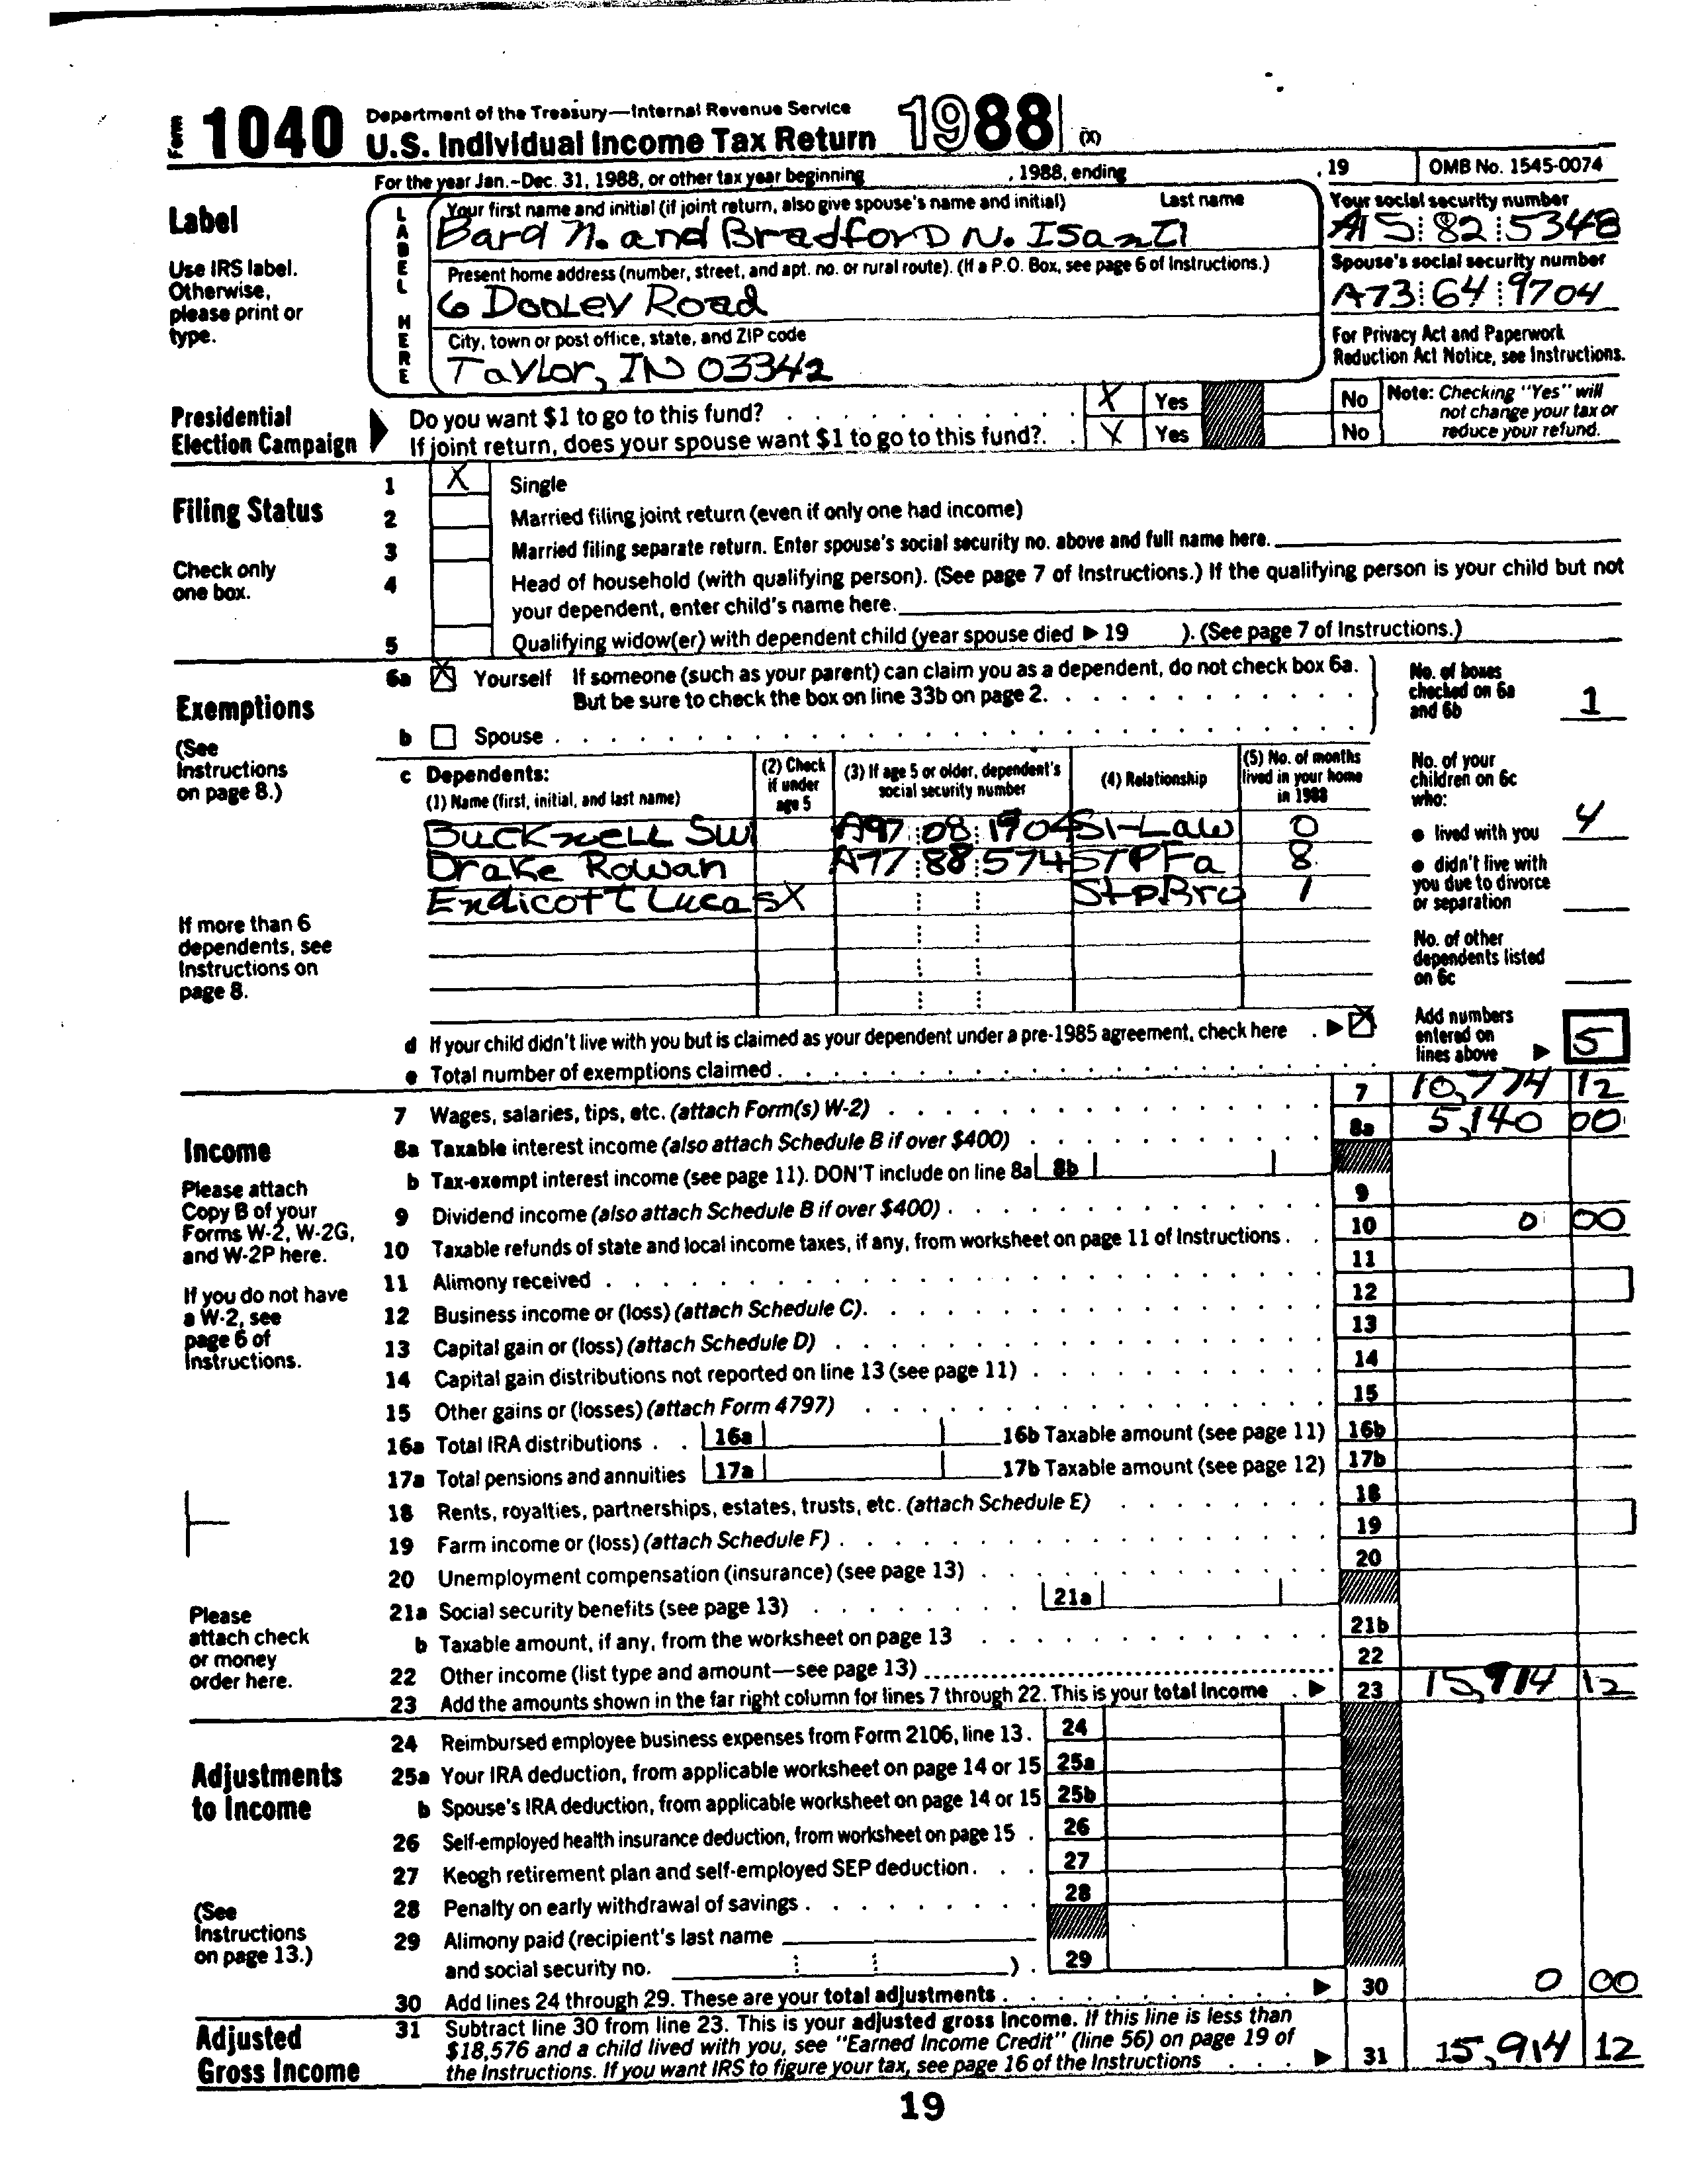 Form 1040 Department of the Treasury—Internal Revenue Service
U.S. Individual Income Tax Return 1988 (X)
For the year Jan.-Dec. 31, 1988, or other tax year beginning , 1988, ending , 19 OMB No. 1545-0074
Label
Use IRS label. Otherwise, please print or type.
LABEL HERE
Your first name and initial (if joint return, also give spouse's name and initial) Last name
Bard N. and Bradford N. Isanti
Your social security number
A15 82 5348
Present home address (number, street, and apt. no. or rural route). (If a P.O. Box, see page 6 of Instructions.)
6 Dooley Road
Spouse's social security number
A73 64 9704
City, town or post office, state, and ZIP code
Taylor, IN 03342
For Privacy Act and Paperwork Reduction Act Notice, see Instructions.
Presidential Election Campaign
Do you want $1 to go to this fund? X Yes No
If joint return, does your spouse want $1 to go to this fund?. X Yes No
Note: Checking "Yes" will not change your tax or reduce your refund.
Filing Status
Check only one box.
1 X Single
2 Married filing joint return (even if only one had income)
3 Married filing separate return. Enter spouse's social security no. above and full name here.
4 Head of household (with qualifying person). (See page 7 of Instructions.) If the qualifying person is your child but not
your dependent, enter child's name here.
5 Qualifying widow(er) with dependent child (year spouse died ▶ 19 ). (See page 7 of Instructions.)
Exemptions
(See Instructions on page 8.)
6a X Yourself If someone (such as your parent) can claim you as a dependent, do not check box 6a.
But be sure to check the box on line 33b on page 2.
b Spouse
No. of boxes checked on 6a and 6b 1
c Dependents:
(1) Name (first, initial, and last name)
(2) Check if under age 5
(3) If age 5 or older, dependent's social security number
(4) Relationship
(5) No. of months lived in your home in 1988
Bucknell Swi A97 08 1904 SI-Law 0
Drake Rowan A77 88 574 STPFa 8
Endicott Lucas X StpBro 1
If more than 6 dependents, see Instructions on page 8.
No. of your children on 6c who:
● lived with you 4
● didn't live with you due to divorce or separation
No. of other dependents listed on 6c
d If your child didn't live with you but is claimed as your dependent under a pre-1985 agreement, check here . ▶ X
e Total number of exemptions claimed
Add numbers entered on lines above ▶ 5
Income
Please attach Copy B of your Forms W-2, W-2G, and W-2P here.
If you do not have a W-2, see page 6 of Instructions.
7 Wages, salaries, tips, etc. (attach Form(s) W-2) 7 10,774 12
8a Taxable interest income (also attach Schedule B if over $400) 8a 5,140 00
b Tax-exempt interest income (see page 11). DON'T include on line 8a 8b
9 Dividend income (also attach Schedule B if over $400) 9
10 Taxable refunds of state and local income taxes, if any, from worksheet on page 11 of Instructions 10 0 00
11 Alimony received 11
12 Business income or (loss) (attach Schedule C). 12
13 Capital gain or (loss) (attach Schedule D) 13
14 Capital gain distributions not reported on line 13 (see page 11) 14
15 Other gains or (losses) (attach Form 4797) 15
16a Total IRA distributions 16a 16b Taxable amount (see page 11) 16b
17a Total pensions and annuities 17a 17b Taxable amount (see page 12) 17b
18 Rents, royalties, partnerships, estates, trusts, etc. (attach Schedule E) 18
19 Farm income or (loss) (attach Schedule F) 19
20 Unemployment compensation (insurance) (see page 13) 20
21a Social security benefits (see page 13) 21a
b Taxable amount, if any, from the worksheet on page 13 21b
22 Other income (list type and amount—see page 13) 22
23 Add the amounts shown in the far right column for lines 7 through 22. This is your total income ▶ 23 15,914 12
Please attach check or money order here.
Adjustments to Income
(See Instructions on page 13.)
24 Reimbursed employee business expenses from Form 2106, line 13. 24
25a Your IRA deduction, from applicable worksheet on page 14 or 15 25a
b Spouse's IRA deduction, from applicable worksheet on page 14 or 15 25b
26 Self-employed health insurance deduction, from worksheet on page 15 26
27 Keogh retirement plan and self-employed SEP deduction 27
28 Penalty on early withdrawal of savings 28
29 Alimony paid (recipient's last name
and social security no. ) . 29
30 Add lines 24 through 29. These are your total adjustments ▶ 30 0 00
Adjusted Gross Income
31 Subtract line 30 from line 23. This is your adjusted gross income. If this line is less than
$18,576 and a child lived with you, see "Earned Income Credit" (line 56) on page 19 of
the Instructions. If you want IRS to figure your tax, see page 16 of the Instructions ▶ 31 15,914 12
19